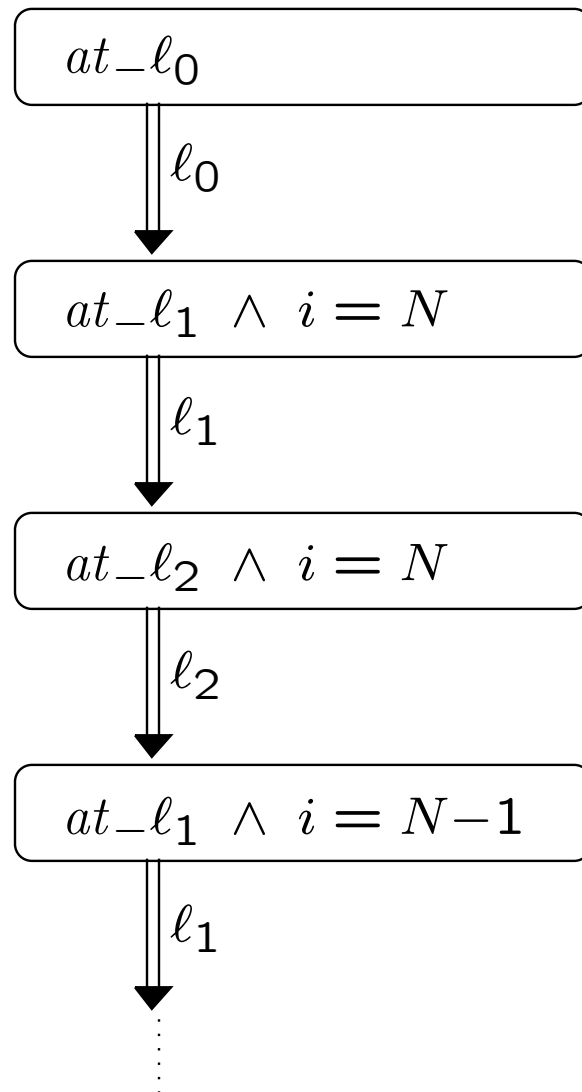 at_ℓ₀
ℓ₀
at_ℓ₁ ∧ i = N
ℓ₁
at_ℓ₂ ∧ i = N
ℓ₂
at_ℓ₁ ∧ i = N−1
ℓ₁